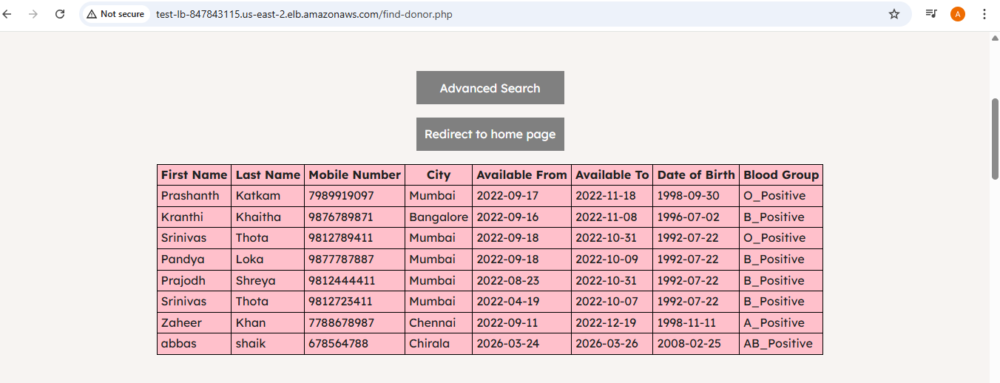 Not secure test-lb-847843115.us-east-2.elb.amazonaws.com/find-donor.php A
Advanced Search
Redirect to home page
First Name Last Name Mobile Number City Available From Available To Date of Birth Blood Group
Prashanth Katkam 7989919097 Mumbai 2022-09-17 2022-11-18 1998-09-30 O_Positive
Kranthi Khaitha 9876789871 Bangalore 2022-09-16 2022-11-08 1996-07-02 B_Positive
Srinivas Thota 9812789411 Mumbai 2022-09-18 2022-10-31 1992-07-22 O_Positive
Pandya Loka 9877787887 Mumbai 2022-09-18 2022-10-09 1992-07-22 B_Positive
Prajodh Shreya 9812444411 Mumbai 2022-08-23 2022-10-31 1992-07-22 B_Positive
Srinivas Thota 9812723411 Mumbai 2022-04-19 2022-10-07 1992-07-22 B_Positive
Zaheer Khan 7788678987 Chennai 2022-09-11 2022-12-19 1998-11-11 A_Positive
abbas shaik 678564788 Chirala 2026-03-24 2026-03-26 2008-02-25 AB_Positive